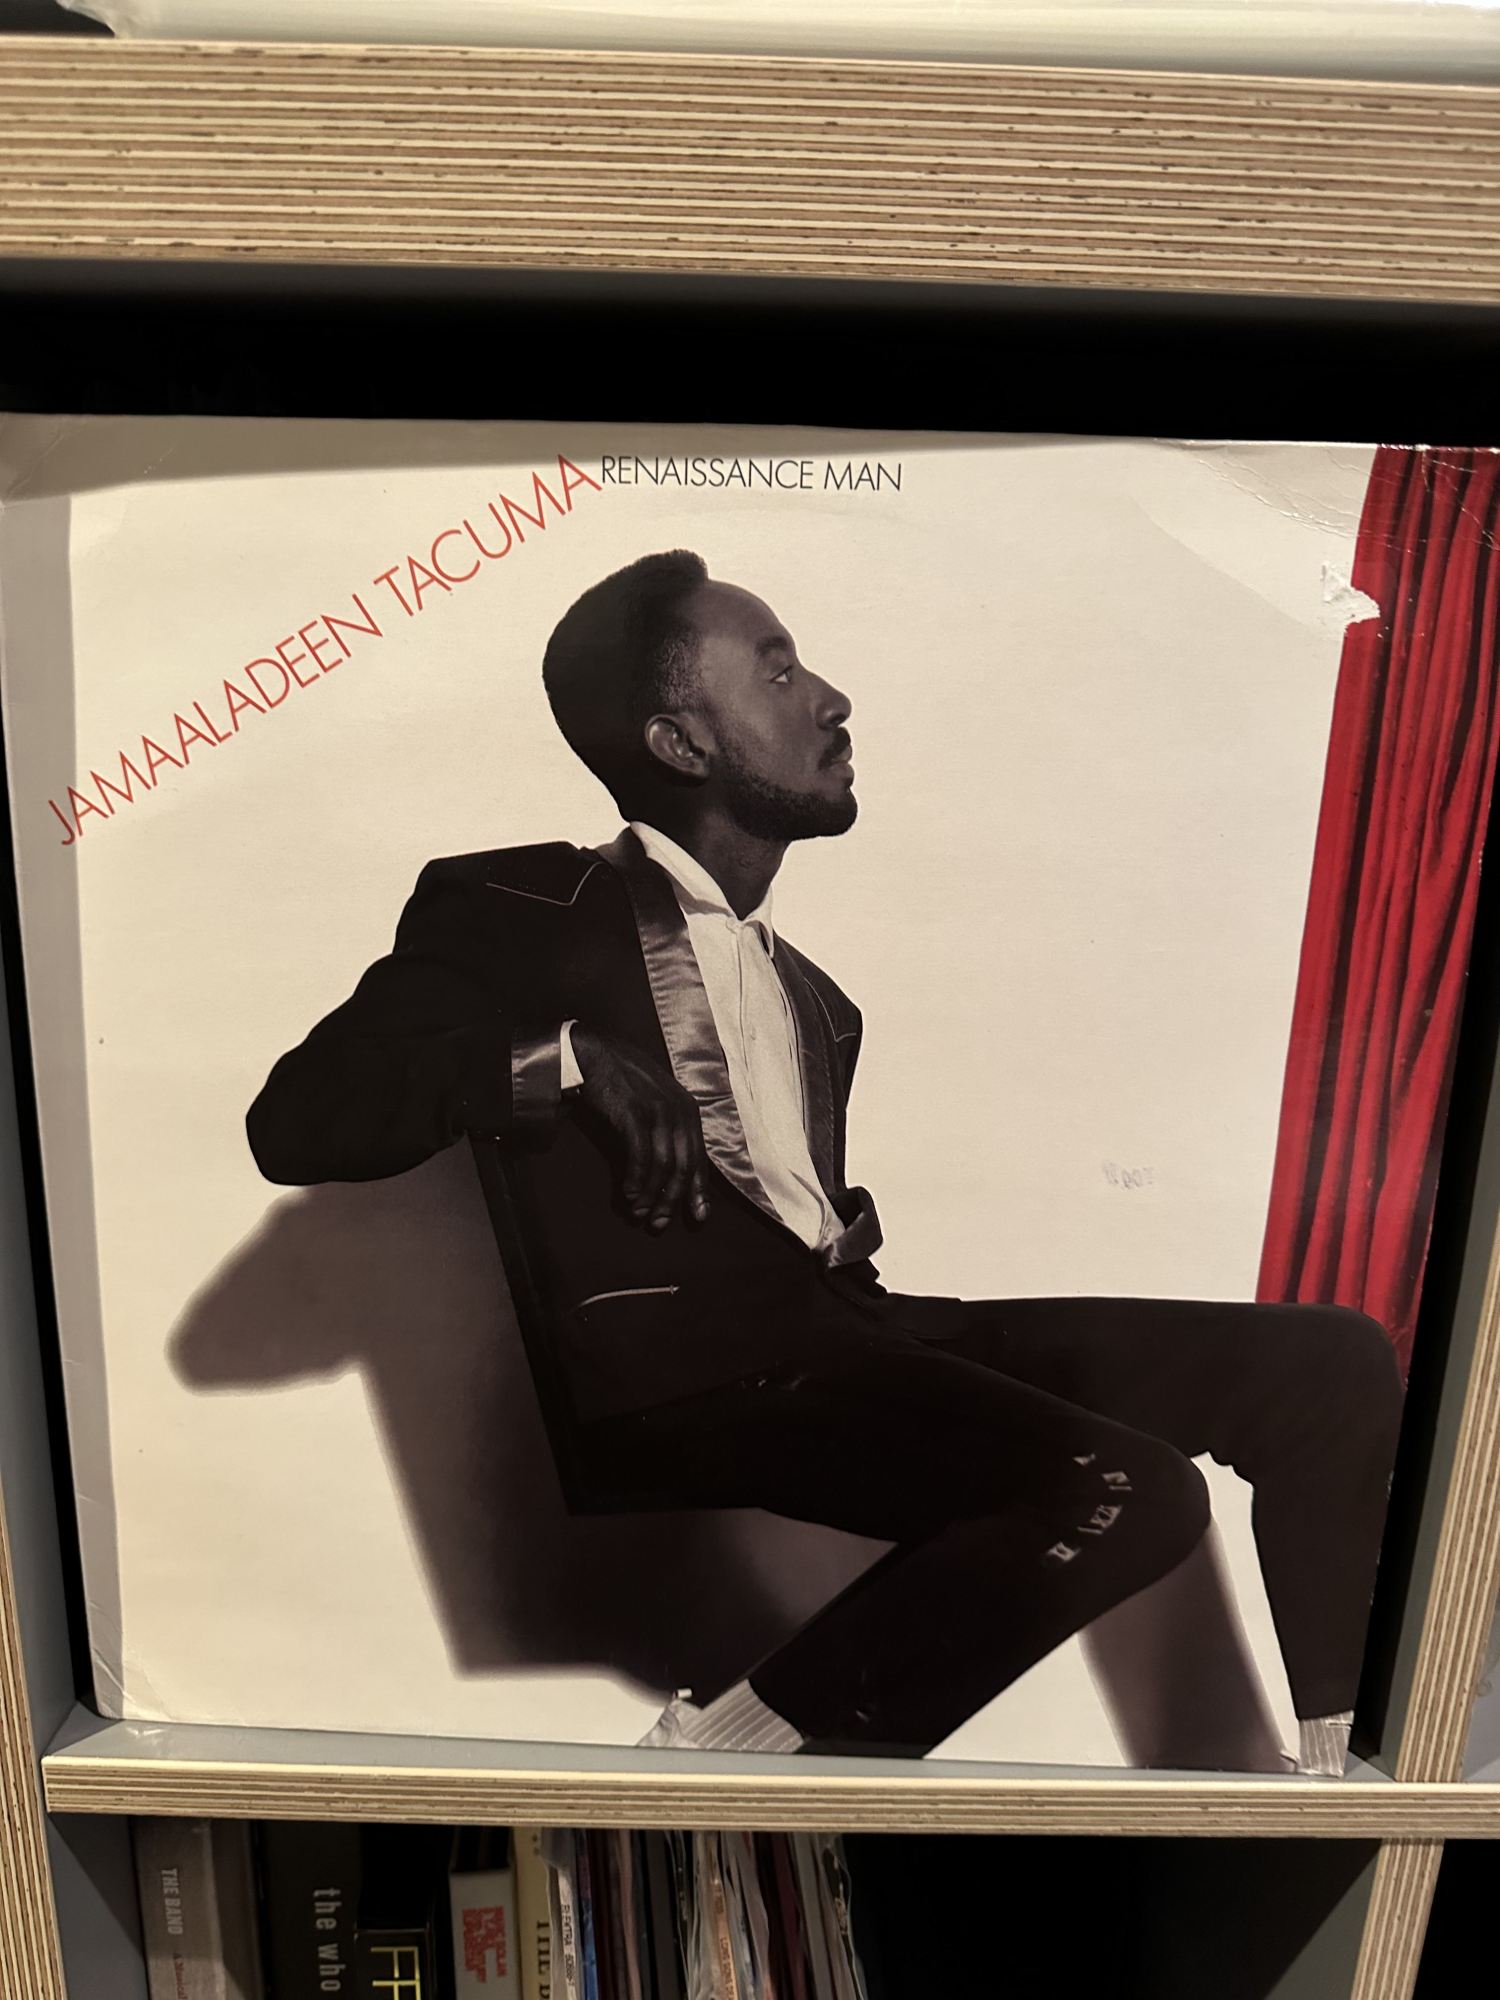 JAMAALADEEN TACUMA
RENAISSANCE MAN
THE BAND
the who